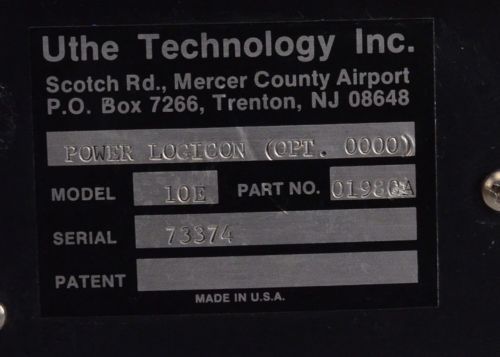 Uthe Technology Inc.
Scotch Rd., Mercer County Airport
P.O. Box 7266, Trenton, NJ 08648
POWER LOGICON (OPT. 0000)
MODEL 10E PART NO. 01980A
SERIAL 73374
PATENT
MADE IN U.S.A.